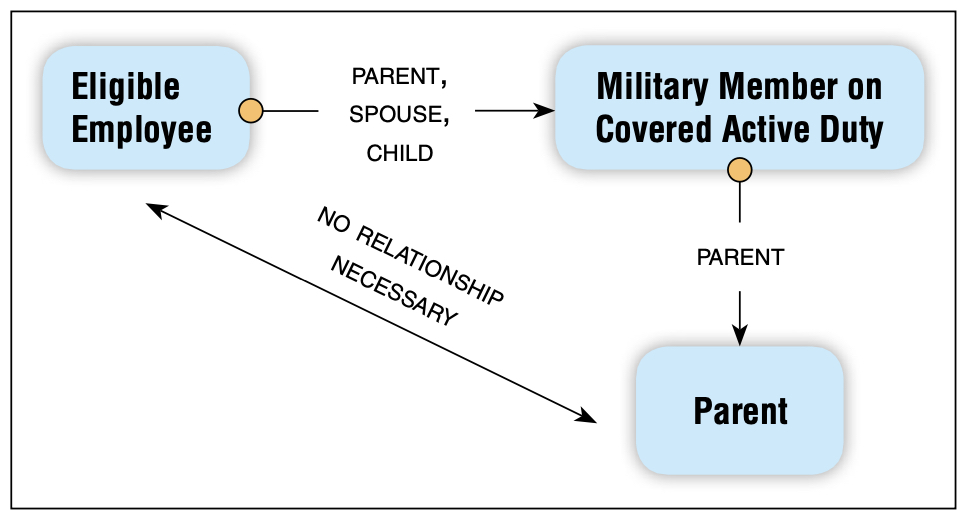 Eligible
Employee
PARENT,
SPOUSE,
CHILD
Military Member on
Covered Active Duty
NO RELATIONSHIP
NECESSARY
PARENT
Parent